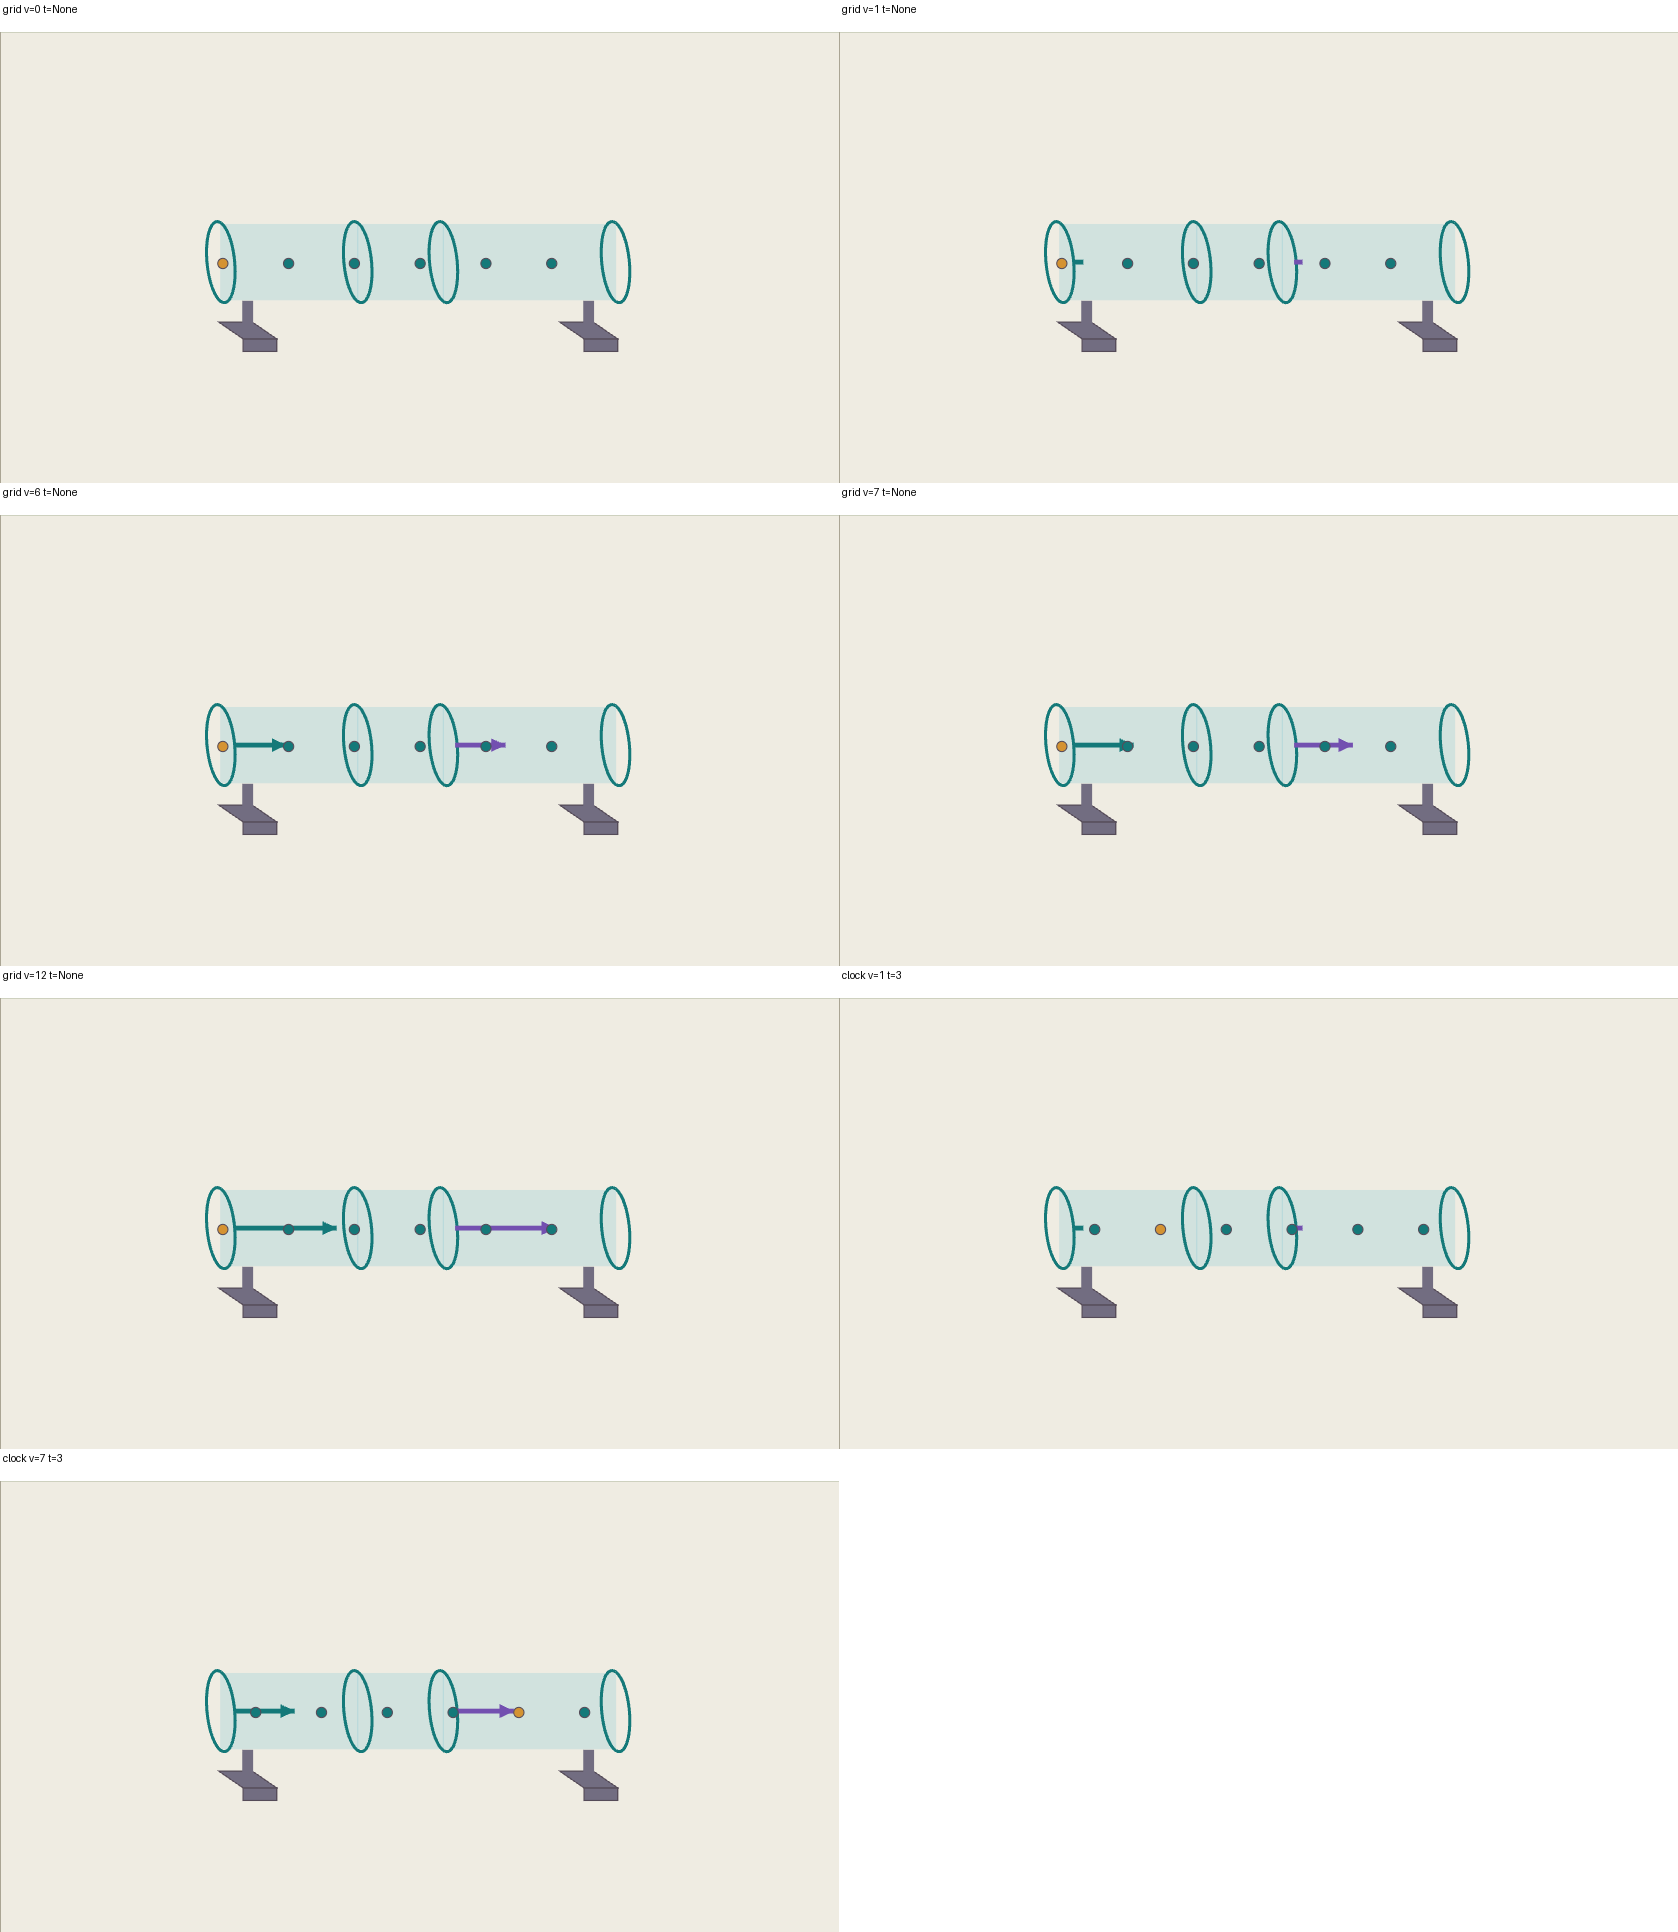 grid v=0 t=None
grid v=1 t=None
grid v=6 t=None
grid v=7 t=None
grid v=12 t=None
clock v=1 t=3
clock v=7 t=3